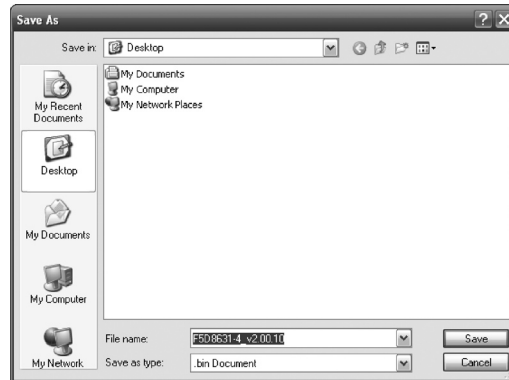 Save As
Save in:
Desktop
My Recent
Documents
Desktop
My Documents
My Computer
My Network
My Documents
My Computer
My Network Places
File name:
F5D8631-4_v2.00.10
Save
Save as type:
.bin Document
Cancel